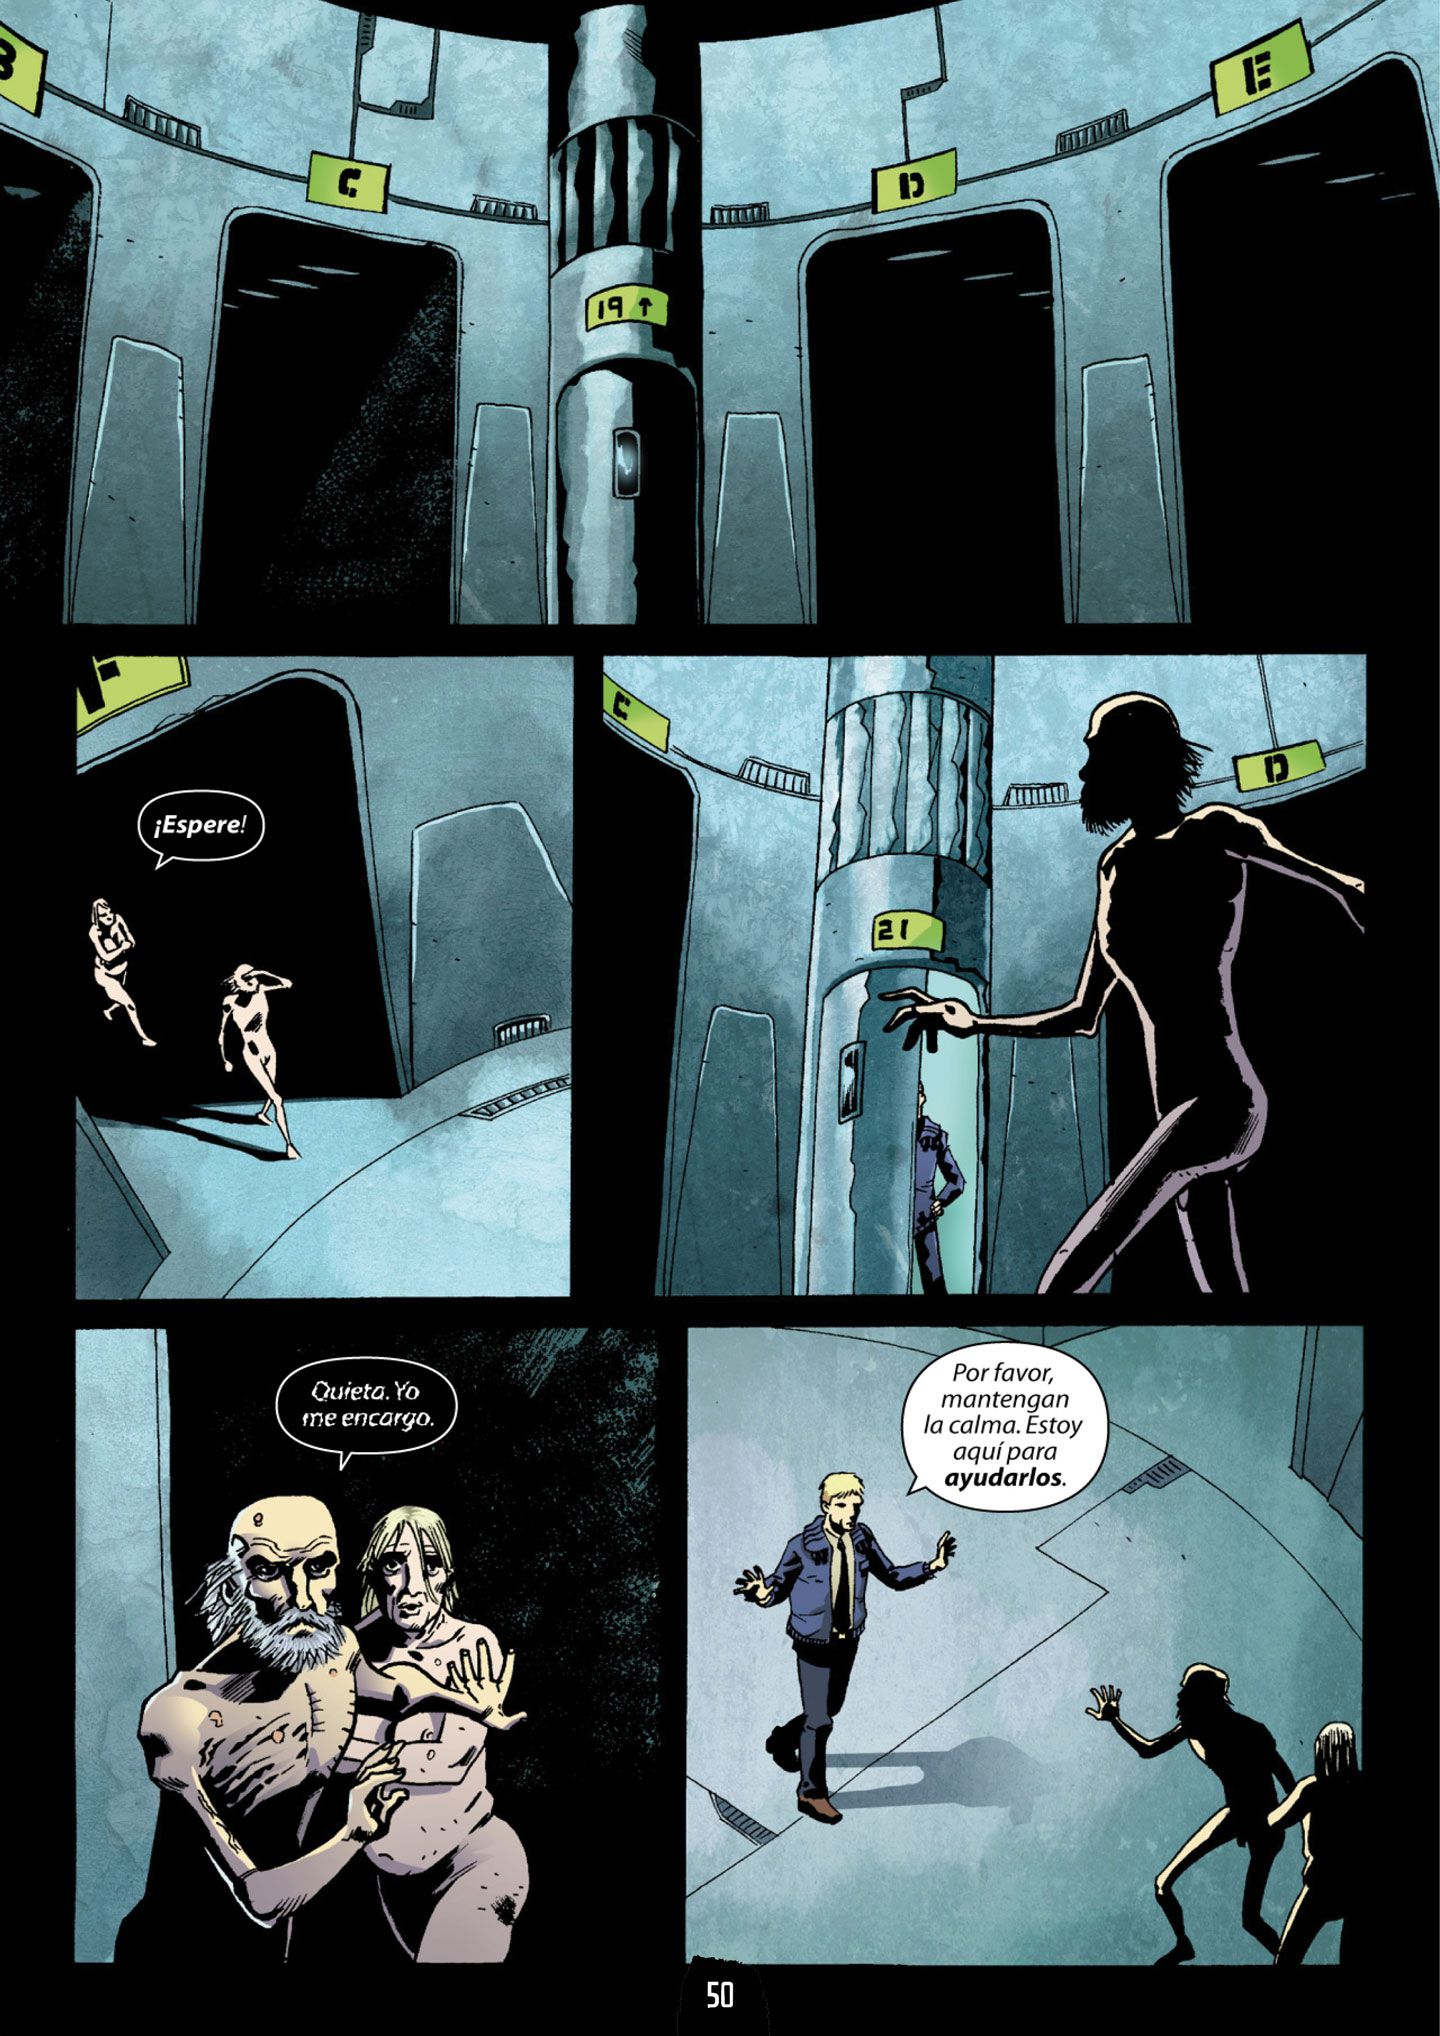 B
C
D
E
19↑
F
¡Espere!
C
D
21
Quieta. Yo
me encargo.
Por favor,
mantengan
la calma. Estoy
aquí para
ayudarlos.
50